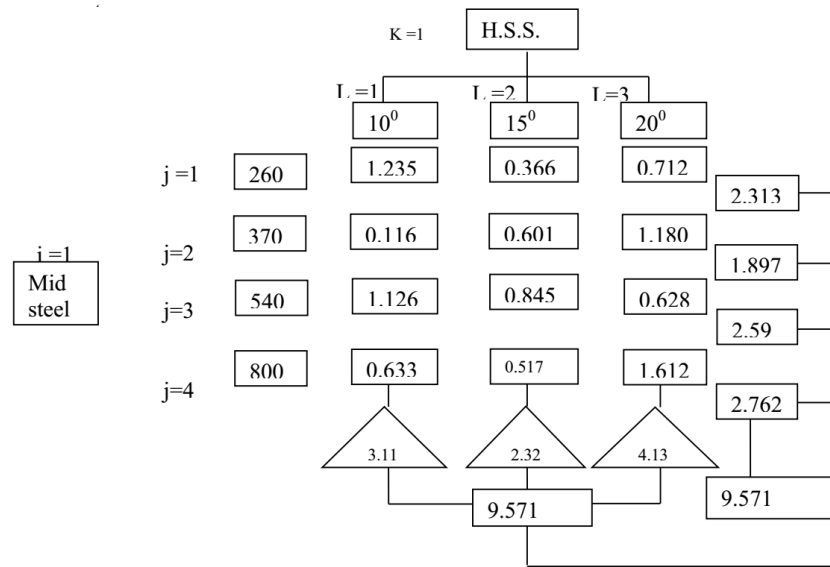 K =1 H.S.S.
L =1 L =2 L=3
10⁰ 15⁰ 20⁰
j =1 260 1.235 0.366 0.712
2.313
370 0.116 0.601 1.180
i =1 j=2 1.897
Mid
steel
j=3 540 1.126 0.845 0.628
2.59
800 0.633 0.517 1.612
j=4 2.762
3.11 2.32 4.13
9.571 9.571